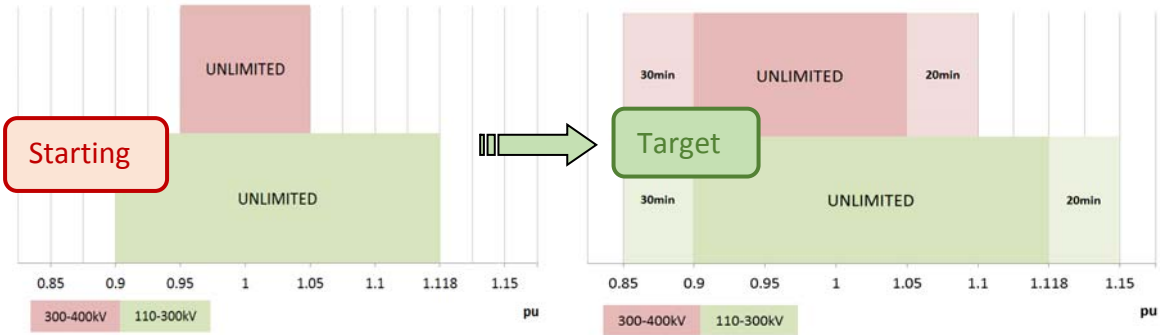 UNLIMITED
Starting
UNLIMITED
0.85 0.9 0.95 1 1.05 1.1 1.118 1.15
300-400kV 110-300kV pu
30min UNLIMITED 20min
Target
30min UNLIMITED 20min
0.85 0.9 0.95 1 1.05 1.1 1.118 1.15
300-400kV 110-300kV pu